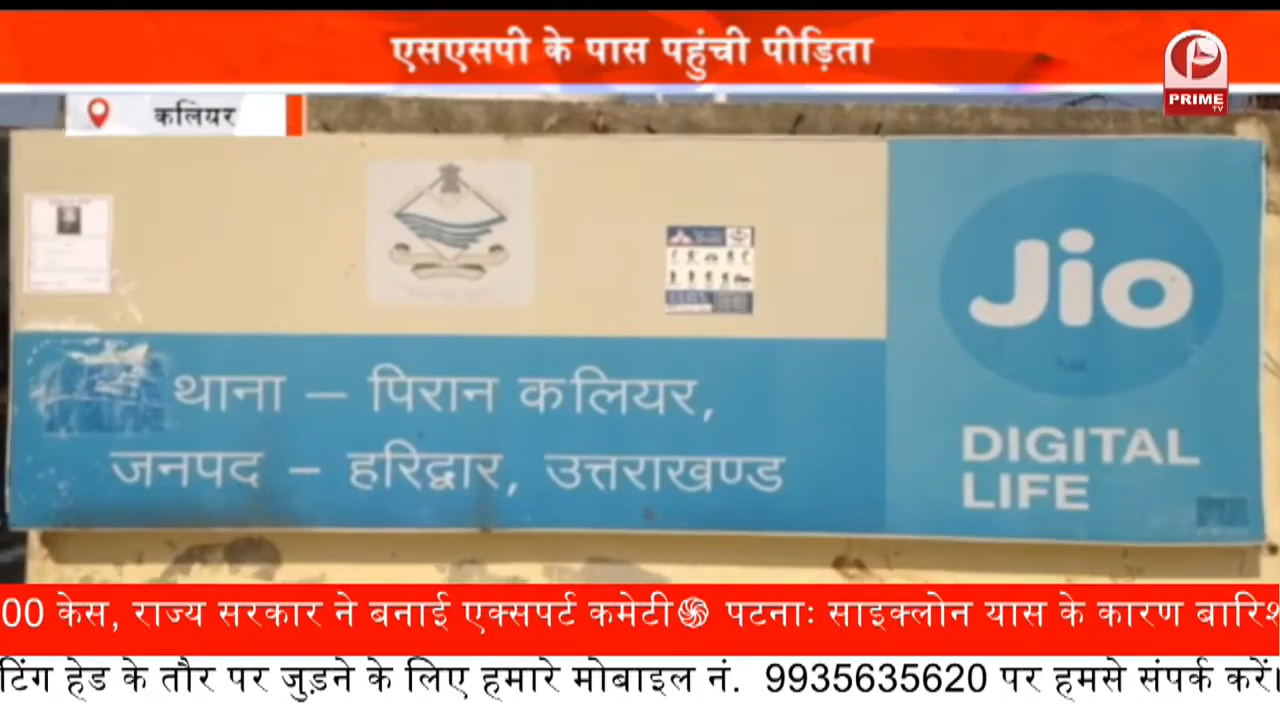 एसएसपी के पास पहुंची पीड़िता
PRIME
TV
कलियर
Jio
DIGITAL
LIFE
थाना – पिरान कलियर,
जनपद – हरिद्वार, उत्तराखण्ड
00 केस, राज्य सरकार ने बनाई एक्सपर्ट कमेटी पटनाः साइक्लोन यास के कारण बारिश
टिंग हेड के तौर पर जुड़ने के लिए हमारे मोबाइल नं. 9935635620 पर हमसे संपर्क करें।